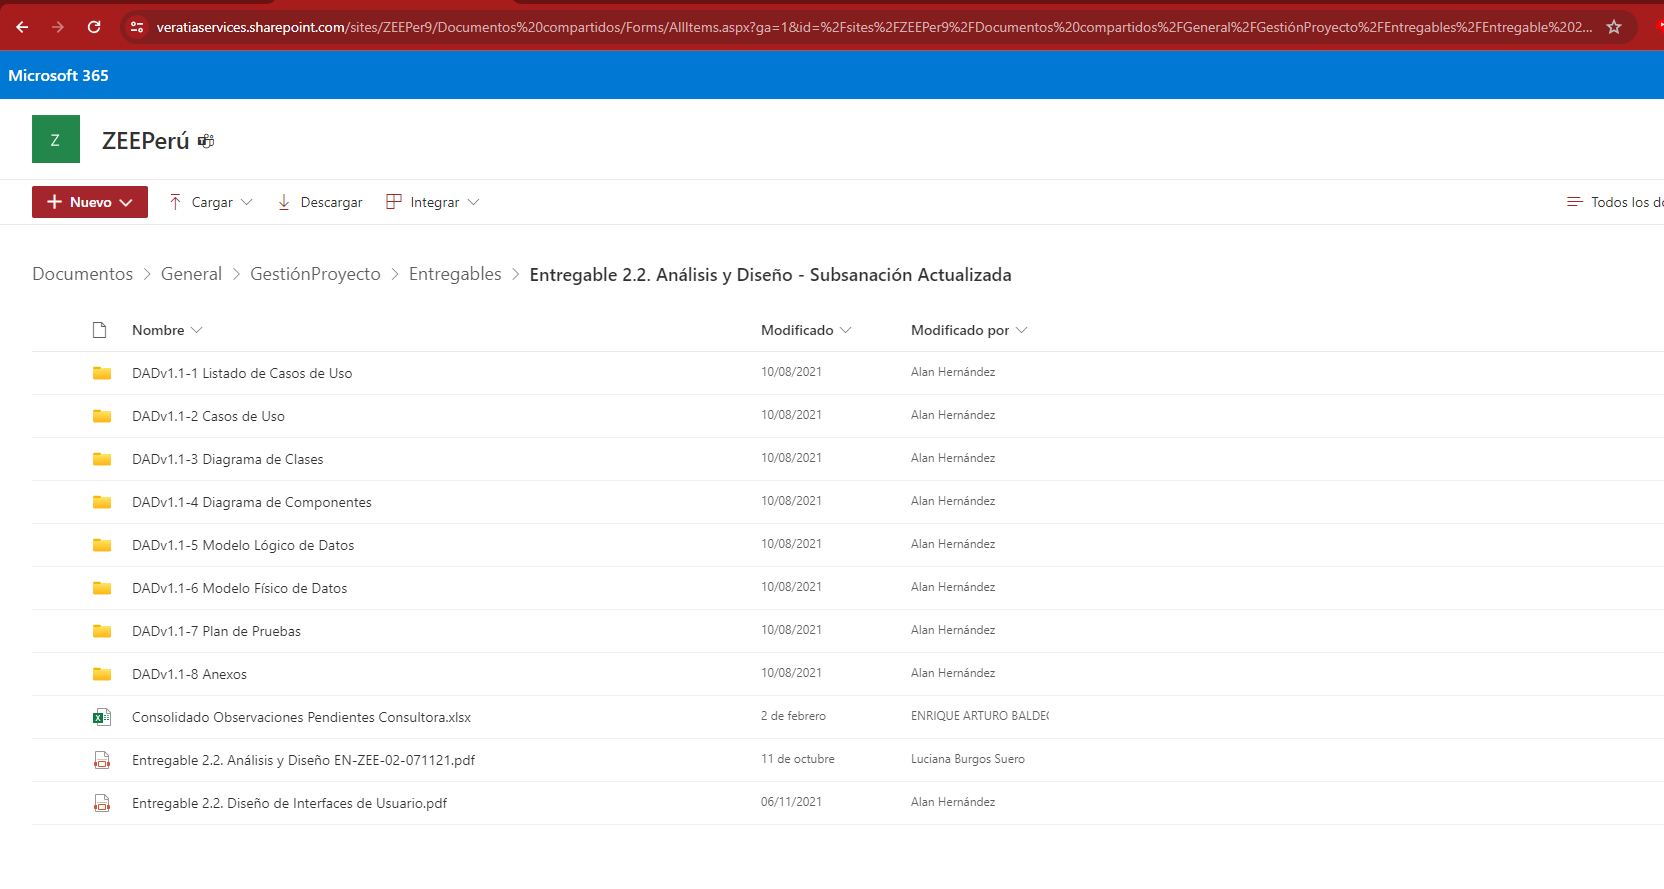 veratiaservices.sharepoint.com/sites/ZEEPer9/Documentos%20compartidos/Forms/AllItems.aspx?ga=1&id=%2Fsites%2FZEEPer9%2FDocumentos%20compartidos%2FGeneral%2FGestiónProyecto%2FEntregables%2FEntregable%202...
Microsoft 365
Z
ZEEPerú
Nuevo Cargar Descargar Integrar Todos los do
Documentos > General > GestiónProyecto > Entregables > Entregable 2.2. Análisis y Diseño - Subsanación Actualizada
Nombre Modificado Modificado por
DADv1.1-1 Listado de Casos de Uso 10/08/2021 Alan Hernández
DADv1.1-2 Casos de Uso 10/08/2021 Alan Hernández
DADv1.1-3 Diagrama de Clases 10/08/2021 Alan Hernández
DADv1.1-4 Diagrama de Componentes 10/08/2021 Alan Hernández
DADv1.1-5 Modelo Lógico de Datos 10/08/2021 Alan Hernández
DADv1.1-6 Modelo Físico de Datos 10/08/2021 Alan Hernández
DADv1.1-7 Plan de Pruebas 10/08/2021 Alan Hernández
DADv1.1-8 Anexos 10/08/2021 Alan Hernández
Consolidado Observaciones Pendientes Consultora.xlsx 2 de febrero ENRIQUE ARTURO BALDEC
Entregable 2.2. Análisis y Diseño EN-ZEE-02-071121.pdf 11 de octubre Luciana Burgos Suero
Entregable 2.2. Diseño de Interfaces de Usuario.pdf 06/11/2021 Alan Hernández